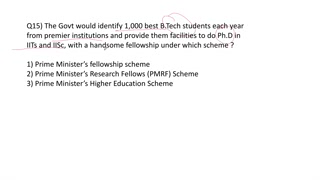 Q15) The Govt would identify 1,000 best B.Tech students each year
from premier institutions and provide them facilities to do Ph.D in
IITs and IISc, with a handsome fellowship under which scheme ?
1) Prime Minister's fellowship scheme
2) Prime Minister's Research Fellows (PMRF) Scheme
3) Prime Minister's Higher Education Scheme